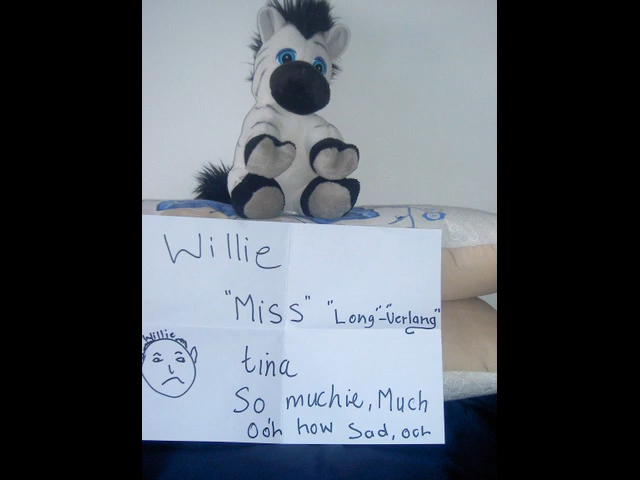 Willie
"Miss" "Long"-"Verlang"
Willie
tina
So muchie, Much
Ooh how Sad, ooh